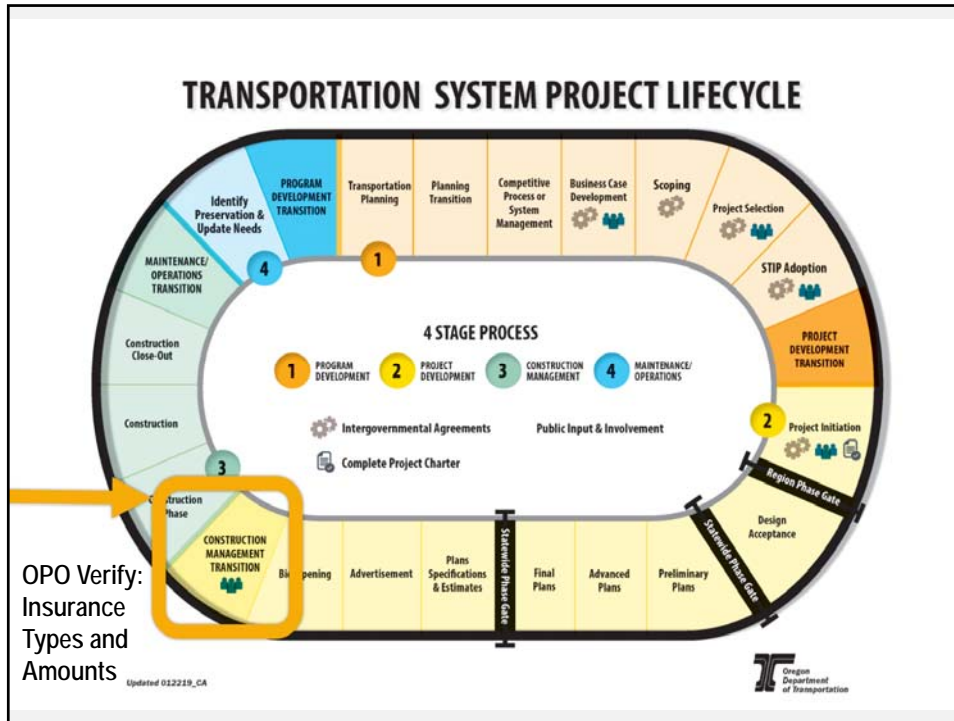 TRANSPORTATION SYSTEM PROJECT LIFECYCLE
Identify
Preservation &
Update Needs
PROGRAM
DEVELOPMENT
TRANSITION
Transportation
Planning
Planning
Transition
Competitive
Process or
System
Management
Business Case
Development
Scoping
Project Selection
STIP Adoption
PROJECT
DEVELOPMENT
TRANSITION
MAINTENANCE/
OPERATIONS
TRANSITION
4
1
Construction
Close-Out
4 STAGE PROCESS
1
PROGRAM
DEVELOPMENT
2
PROJECT
DEVELOPMENT
3
CONSTRUCTION
MANAGEMENT
4
MAINTENANCE/
OPERATIONS
Intergovernmental Agreements
Public Input & Involvement
Complete Project Charter
2
Project Initiation
Region Phase Gate
Design
Acceptance
Statewide Phase Gate
Construction
3
Phase
CONSTRUCTION
MANAGEMENT
TRANSITION
Advertisement
Plans
Specifications
& Estimates
Statewide Phase Gate
Final
Plans
Advanced
Plans
Preliminary
Plans
OPO Verify:
Insurance
Types and
Amounts
Updated 012219_CA
Oregon
Department
of Transportation